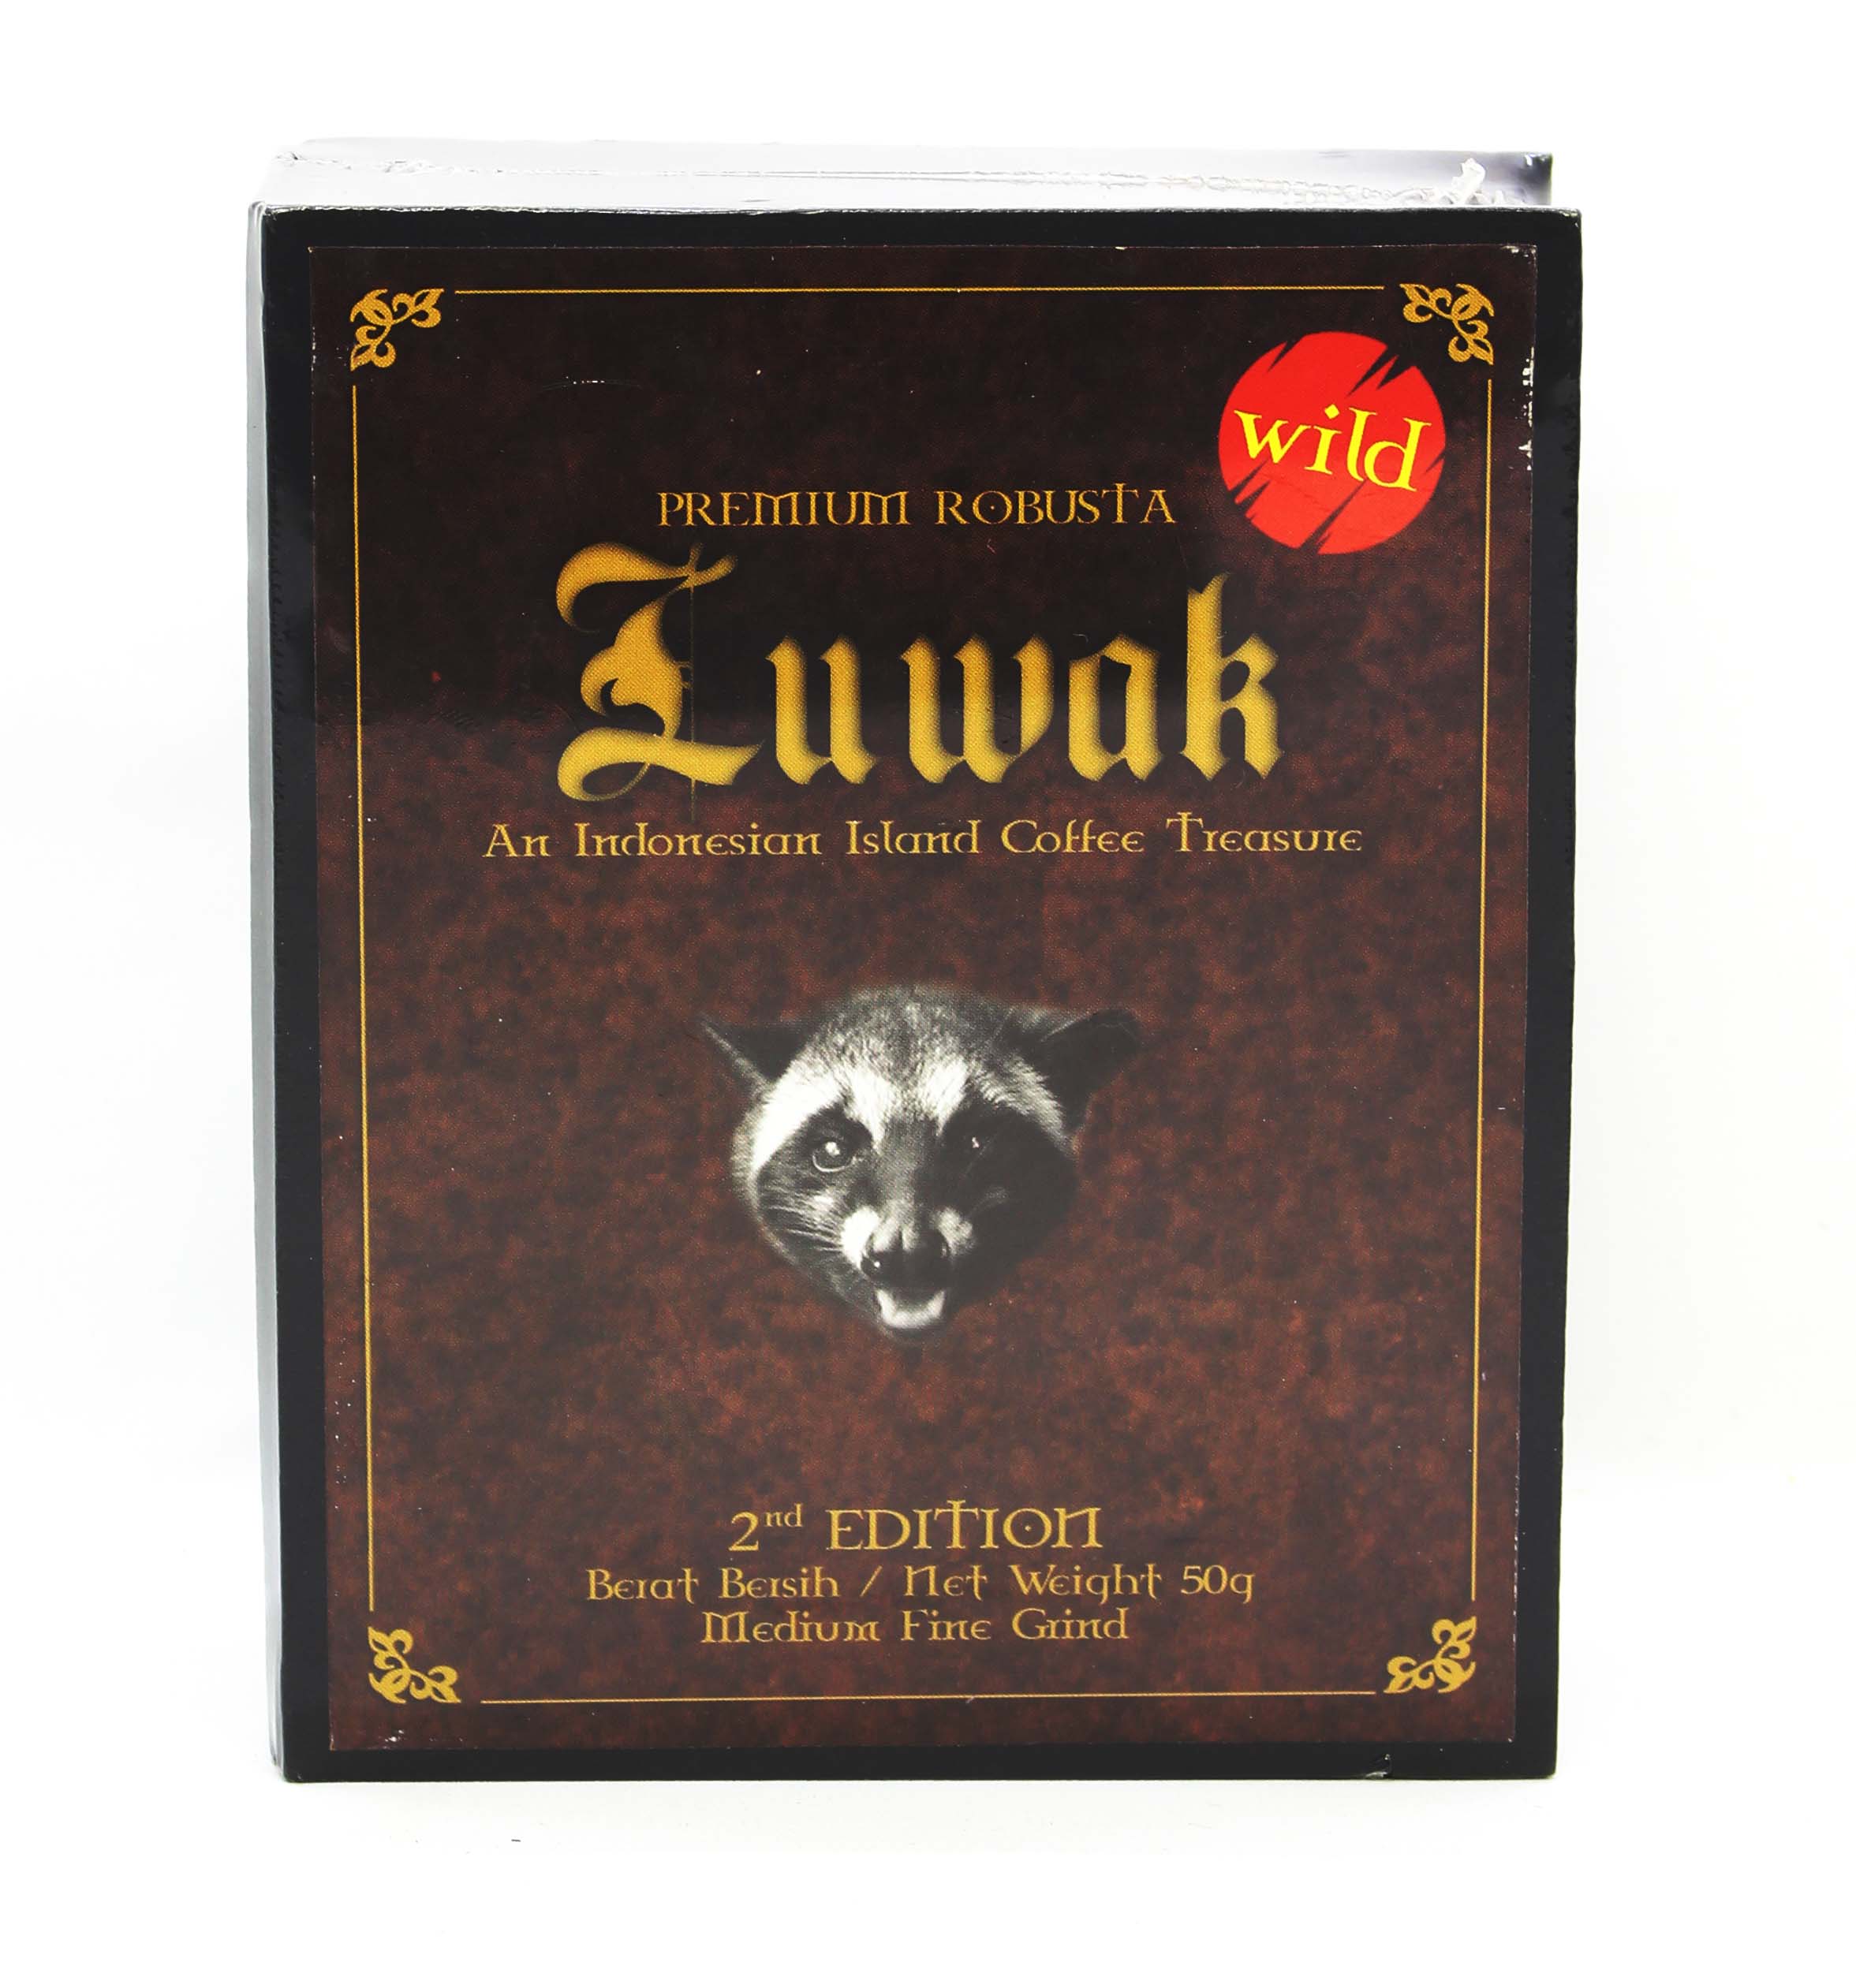 wild
PREMIUM ROBUSTA
Luwak
An Indonesian Island Coffee Treasure
2nd EDITION
Berat Bersih / Net Weight 50g
Medium Fine Grind